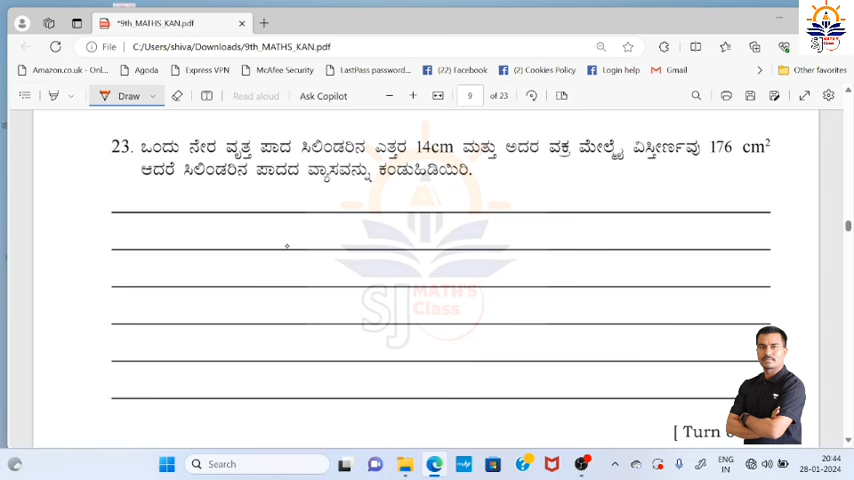 *9th_MATHS_KAN.pdf
File
C:/Users/shiva/Downloads/9th_MATHS_KAN.pdf
Amazon.co.uk - Onl...
Agoda
Express VPN
McAfee Security
LastPass password...
(22) Facebook
(2) Cookies Policy
Login help
Gmail
Other favorites
Draw
Read aloud
Ask Copilot
9
of 23
SJ
23. ಒಂದು ನೇರ ವೃತ್ತ ಪಾದ ಸಿಲಿಂಡರಿನ ಎತ್ತರ 14cm ಮತ್ತು ಅದರ ವಕ್ರ ಮೇಲ್ಮೈ ವಿಸ್ತೀರ್ಣವು 176 cm²
ಆದರೆ ಸಿಲಿಂಡರಿನ ಪಾದದ ವ್ಯಾಸವನ್ನು ಕಂಡುಹಿಡಿಯಿರಿ.
SJ MATH'S
Class
[ Turn
Search
ENG
IN
20:44
28-01-2024